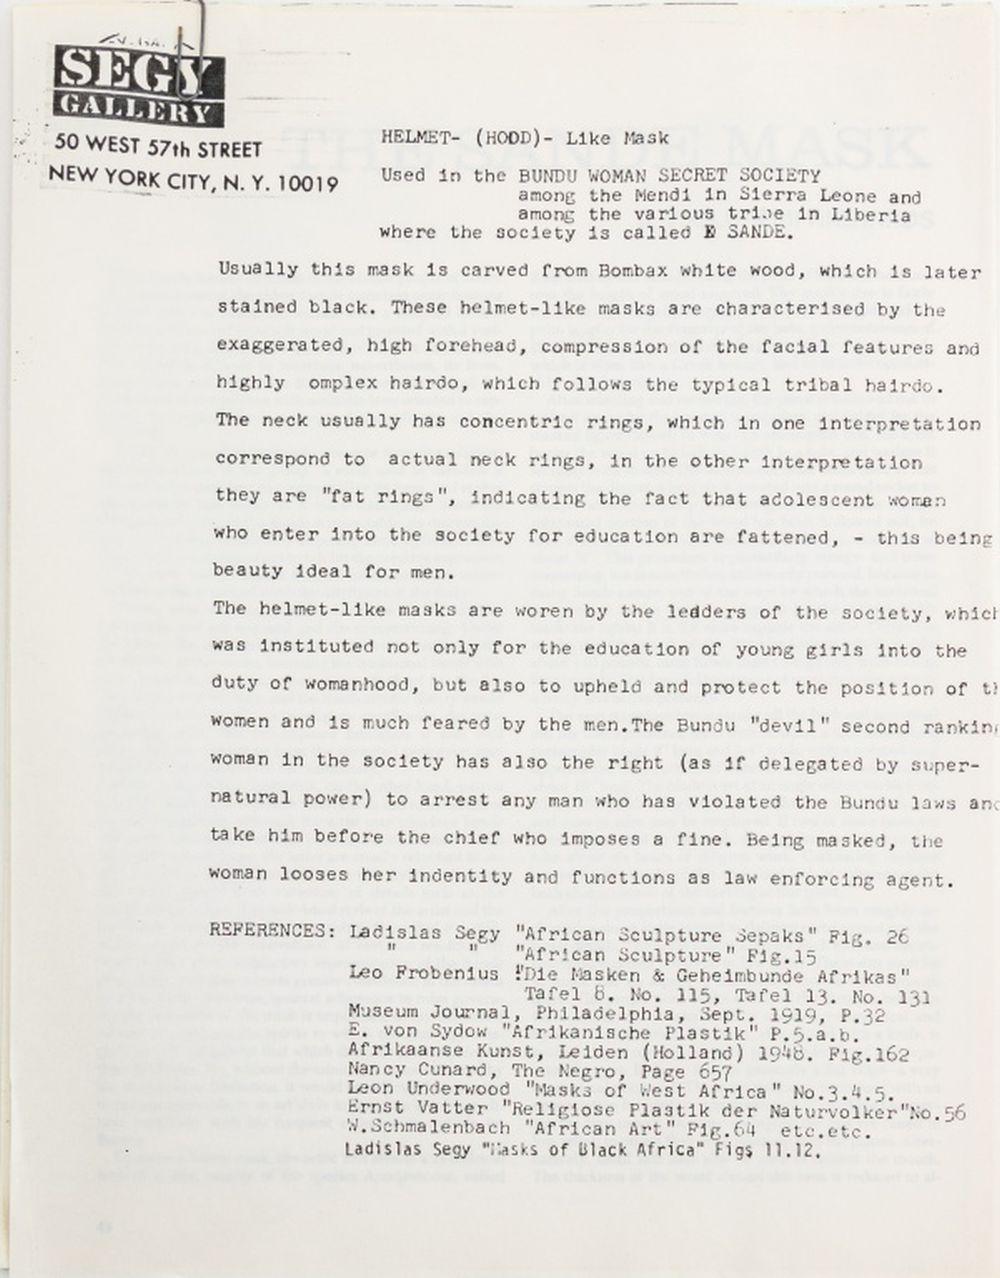 SEGY
GALLERY
50 WEST 57th STREET
NEW YORK CITY, N. Y. 10019
HELMET- (HODD)- Like Mask
Used in the BUNDU WOMAN SECRET SOCIETY
among the Mendi in Sierra Leone and
among the various tribe in Liberia
where the society is called SANDE.
Usually this mask is carved from Bombax white wood, which is later
stained black. These helmet-like masks are characterised by the
exaggerated, high forehead, compression of the facial features and
highly omplex hairdo, which follows the typical tribal hairdo.
The neck usually has concentric rings, which in one interpretation
correspond to actual neck rings, in the other interpretation
they are "fat rings", indicating the fact that adolescent woman
who enter into the society for education are fattened, - this being
beauty ideal for men.
The helmet-like masks are woren by the ledders of the society, which
was instituted not only for the education of young girls into the
duty of womanhood, but also to upheld and protect the position of th
women and is much feared by the men.The Bundu "devil" second rankin
woman in the society has also the right (as if delegated by super-
natural power) to arrest any man who has violated the Bundu laws and
take him before the chief who imposes a fine. Being masked, the
woman looses her indentity and functions as law enforcing agent.
REFERENCES: Ladislas Segy "African Sculpture Sepaks" Fig. 26
" " "African Sculpture" Fig.15
Leo Frobenius "Die Masken & Geheimbunde Afrikas"
Tafel 8. No. 115, Tafel 13. No. 131
Museum Journal, Philadelphia, Sept. 1919, P.32
E. von Sydow "Afrikanische Plastik" P.5.a.b.
Afrikaanse Kunst, Leiden (Holland) 1948. Fig.162
Nancy Cunard, The Negro, Page 657
Leon Underwood "Masks of West Africa" No.3.4.5.
Ernst Vatter "Religiose Plastik der Naturvolker"No.56
W.Schmalenbach "African Art" Fig.64 etc.etc.
Ladislas Segy "Masks of Black Africa" Figs 11.12.